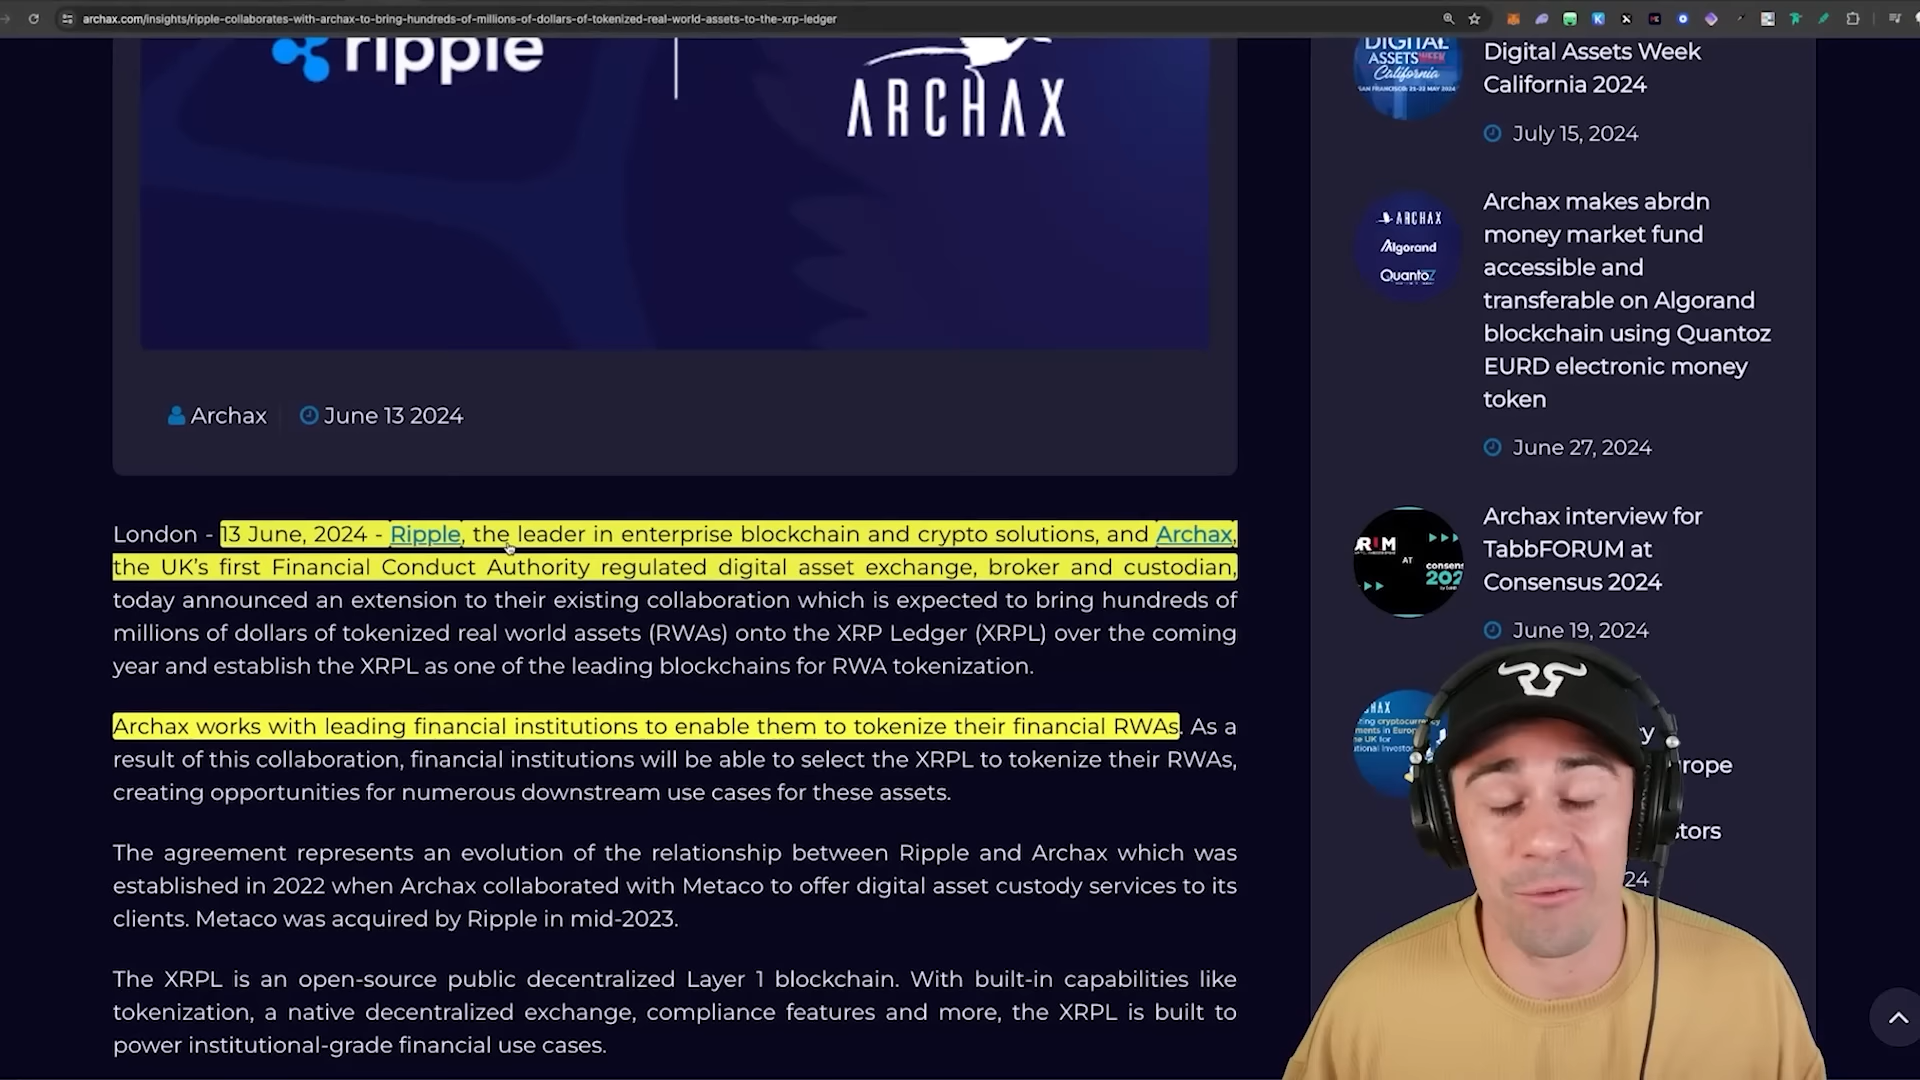 archax.com/insights/ripple-collaborates-with-archax-to-bring-hundreds-of-millions-of-dollars-of-tokenized-real-world-assets-to-the-xrp-ledger
ripple
ARCHAX
Archax
June 13 2024
London - 13 June, 2024 - Ripple, the leader in enterprise blockchain and crypto solutions, and Archax,
the UK's first Financial Conduct Authority regulated digital asset exchange, broker and custodian,
today announced an extension to their existing collaboration which is expected to bring hundreds of
millions of dollars of tokenized real world assets (RWAs) onto the XRP Ledger (XRPL) over the coming
year and establish the XRPL as one of the leading blockchains for RWA tokenization.
Archax works with leading financial institutions to enable them to tokenize their financial RWAs. As a
result of this collaboration, financial institutions will be able to select the XRPL to tokenize their RWAs,
creating opportunities for numerous downstream use cases for these assets.
The agreement represents an evolution of the relationship between Ripple and Archax which was
established in 2022 when Archax collaborated with Metaco to offer digital asset custody services to its
clients. Metaco was acquired by Ripple in mid-2023.
The XRPL is an open-source public decentralized Layer 1 blockchain. With built-in capabilities like
tokenization, a native decentralized exchange, compliance features and more, the XRPL is built to
power institutional-grade financial use cases.
DIGITAL
ASSETS WEEK
California
SAN FRANCISCO: 21-22 MAY 2024
Digital Assets Week
California 2024
July 15, 2024
ARCHAX
Algorand
Quantoz
Archax makes abrdn
money market fund
accessible and
transferable on Algorand
blockchain using Quantoz
EURD electronic money
token
June 27, 2024
AT
Archax interview for
TabbFORUM at
Consensus 2024
June 19, 2024